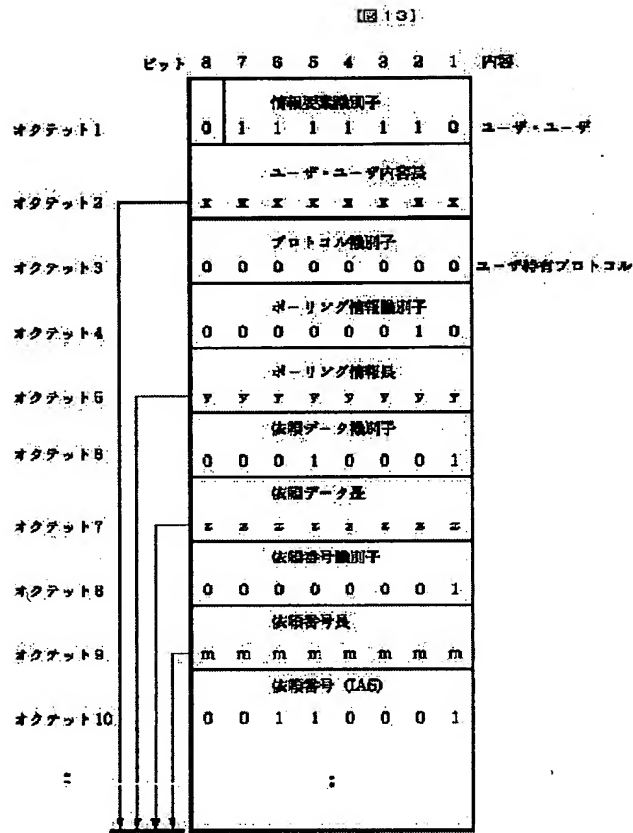 【図13】
ビット 8 7 6 5 4 3 2 1 内容
情報要素識別子
オクテット1 0 1 1 1 1 1 1 0 ユーザ・ユーザ
ユーザ・ユーザ内容長
オクテット2 x x x x x x x x
プロトコル識別子
オクテット3 0 0 0 0 0 0 0 0 ユーザ特有プロトコル
ポーリング情報識別子
オクテット4 0 0 0 0 0 0 1 0
ポーリング情報長
オクテット5 y y y y y y y y
依頼データ識別子
オクテット6 0 0 0 1 0 0 0 1
依頼データ長
オクテット7 z z z z z z z z
依頼番号識別子
オクテット8 0 0 0 0 0 0 0 1
依頼番号長
オクテット9 m m m m m m m m
依頼番号 (IA5)
オクテット10 0 0 1 1 0 0 0 1
: :